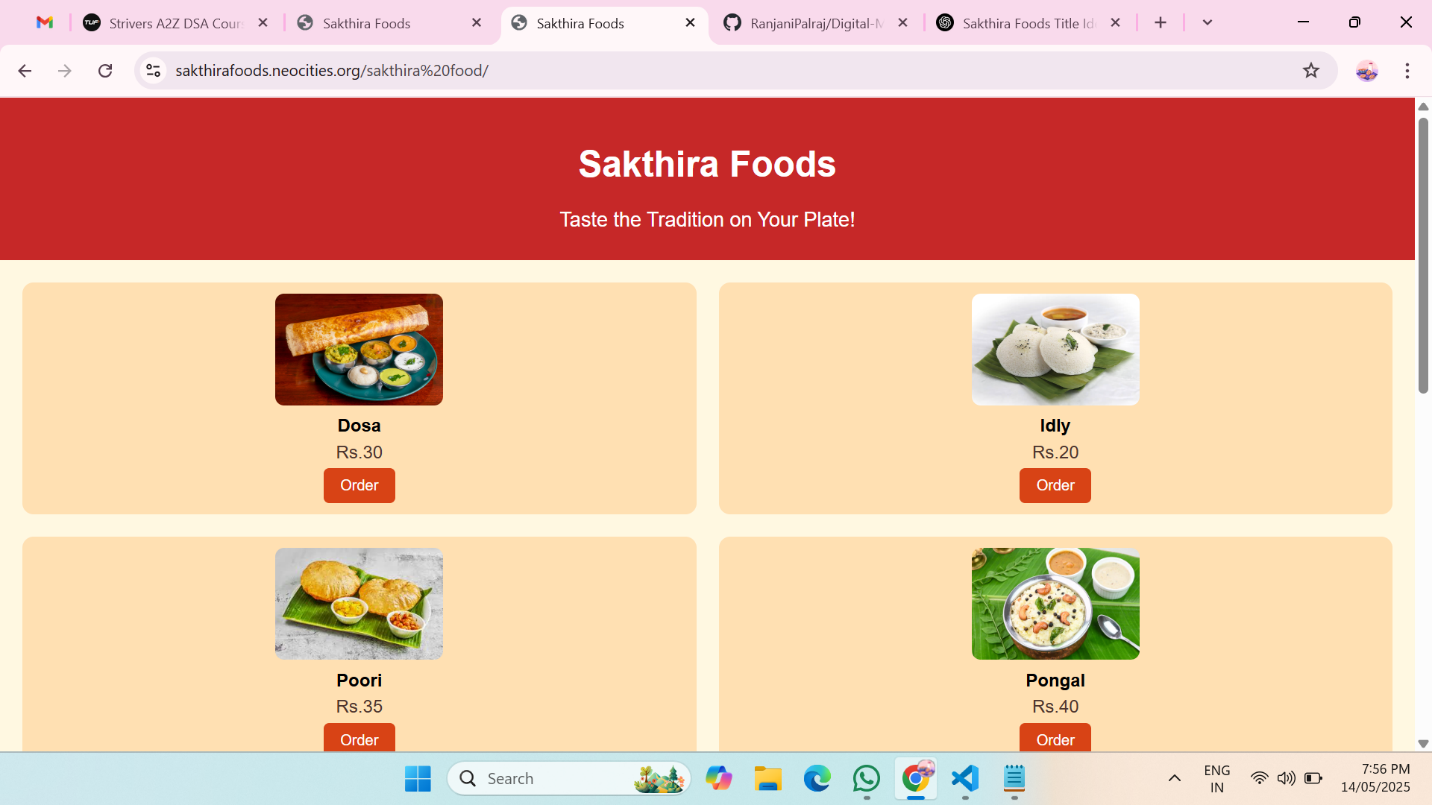 Strivers A2Z DSA Cour
Sakthira Foods
Sakthira Foods
RanjaniPalraj/Digital-M
Sakthira Foods Title Id
sakthirafoods.neocities.org/sakthira%20food/
Sakthira Foods
Taste the Tradition on Your Plate!
Dosa
Rs.30
Order
Idly
Rs.20
Order
Poori
Rs.35
Order
Pongal
Rs.40
Order
Search
ENG
IN
7:56 PM
14/05/2025